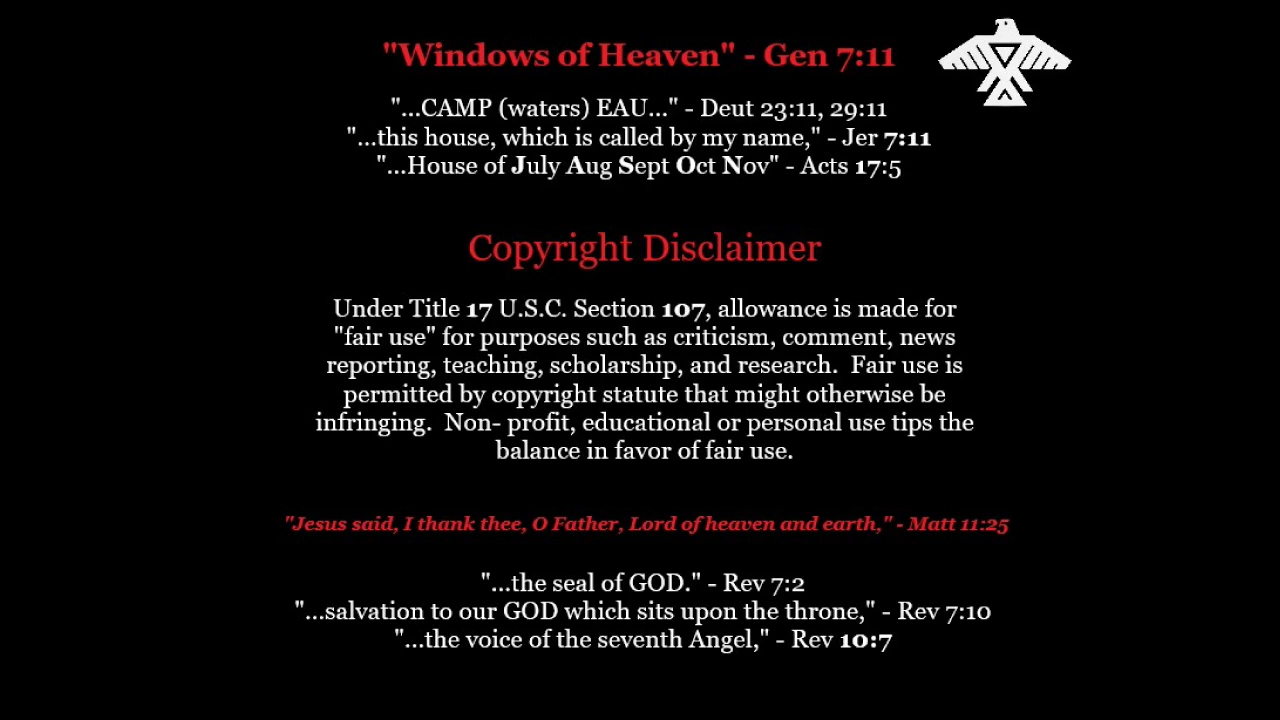 "Windows of Heaven" - Gen 7:11
"...CAMP (waters) EAU..." - Deut 23:11, 29:11
"...this house, which is called by my name," - Jer 7:11
"...House of July Aug Sept Oct Nov" - Acts 17:5
Copyright Disclaimer
Under Title 17 U.S.C. Section 107, allowance is made for
"fair use" for purposes such as criticism, comment, news
reporting, teaching, scholarship, and research.  Fair use is
permitted by copyright statute that might otherwise be
infringing.  Non- profit, educational or personal use tips the
balance in favor of fair use.
"Jesus said, I thank thee, O Father, Lord of heaven and earth," - Matt 11:25
"...the seal of GOD." - Rev 7:2
"...salvation to our GOD which sits upon the throne," - Rev 7:10
"...the voice of the seventh Angel," - Rev 10:7